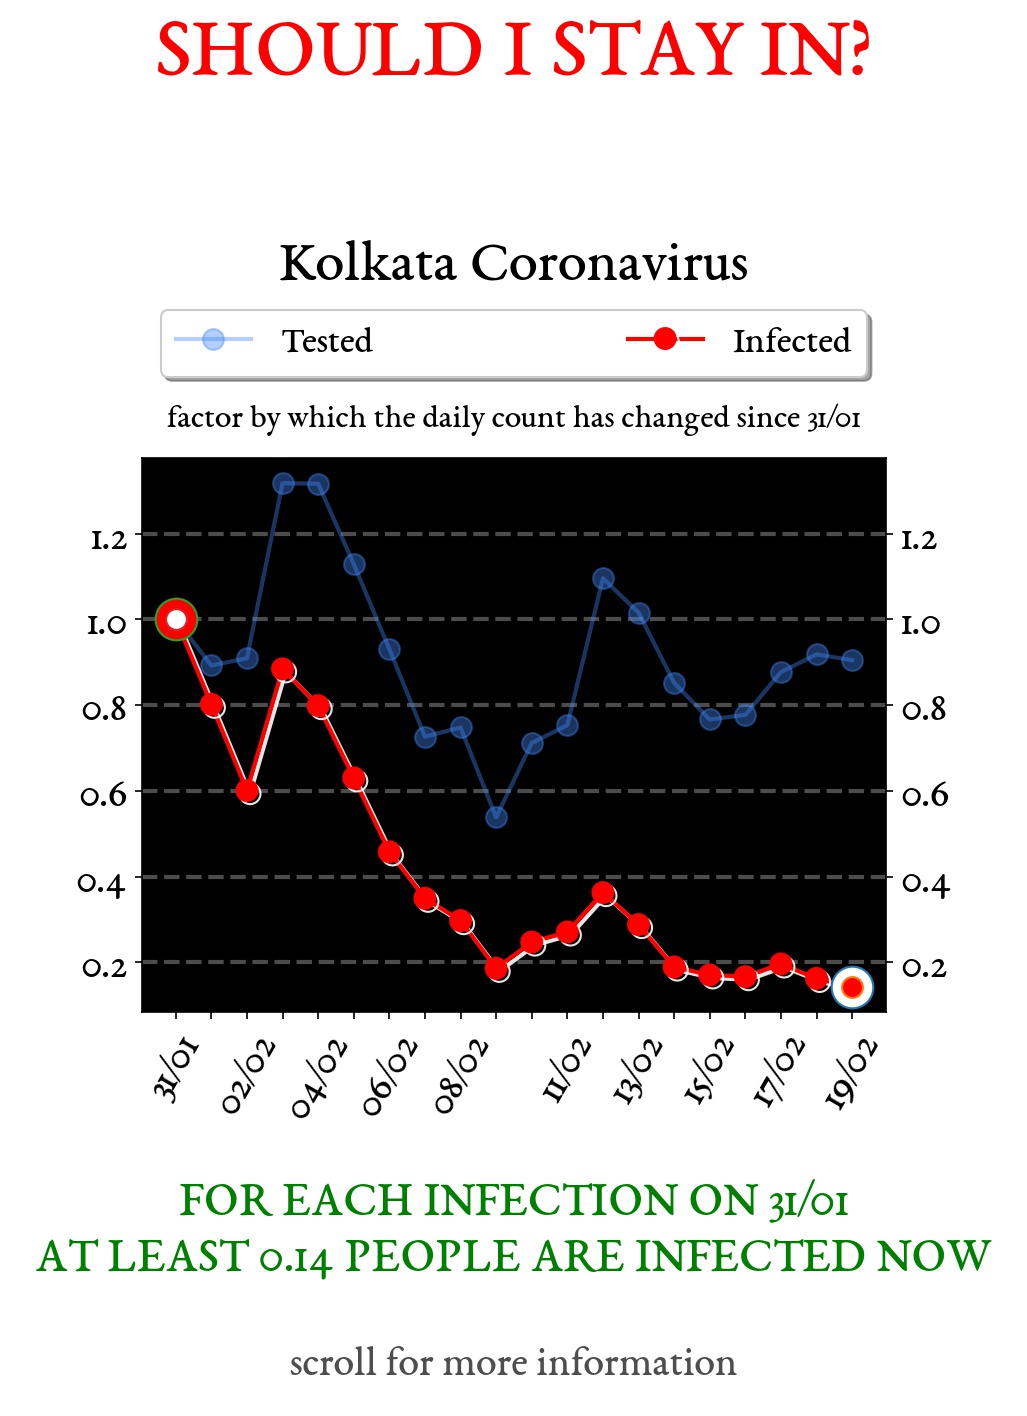 SHOULD I STAY IN?
Kolkata Coronavirus
Tested Infected
factor by which the daily count has changed since 31/01
1.2 1.2
1.0 1.0
0.8 0.8
0.6 0.6
0.4 0.4
0.2 0.2
31/01 02/02 04/02 06/02 08/02 11/02 13/02 15/02 17/02 19/02
FOR EACH INFECTION ON 31/01
AT LEAST 0.14 PEOPLE ARE INFECTED NOW
scroll for more information